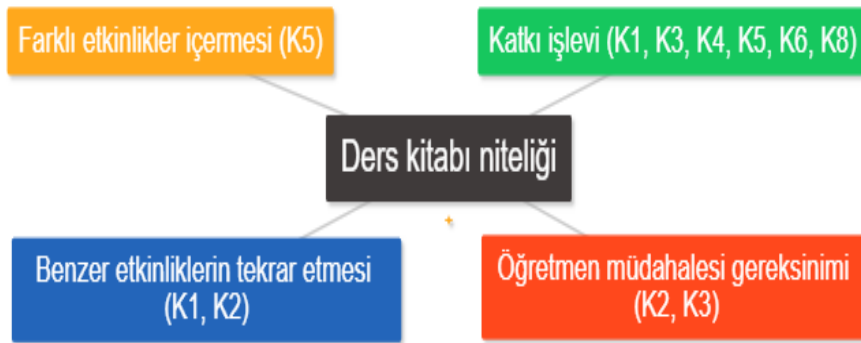 Farklı etkinlikler içermesi (K5)
Katkı işlevi (K1, K3, K4, K5, K6, K8)
Ders kitabı niteliği
Benzer etkinliklerin tekrar etmesi
(K1, K2)
Öğretmen müdahalesi gereksinimi
(K2, K3)